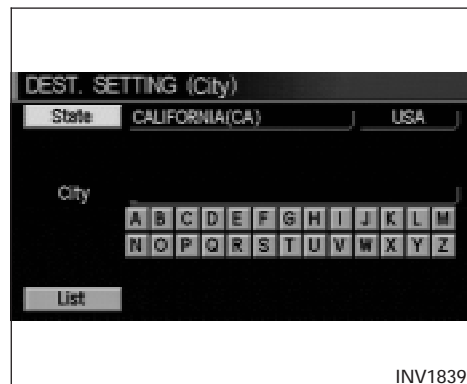 DEST. SETTING (City)
State CALIFORNIA(CA) USA
City
A B C D E F G H I J K L M
N O P Q R S T U V W X Y Z
List
INV1839